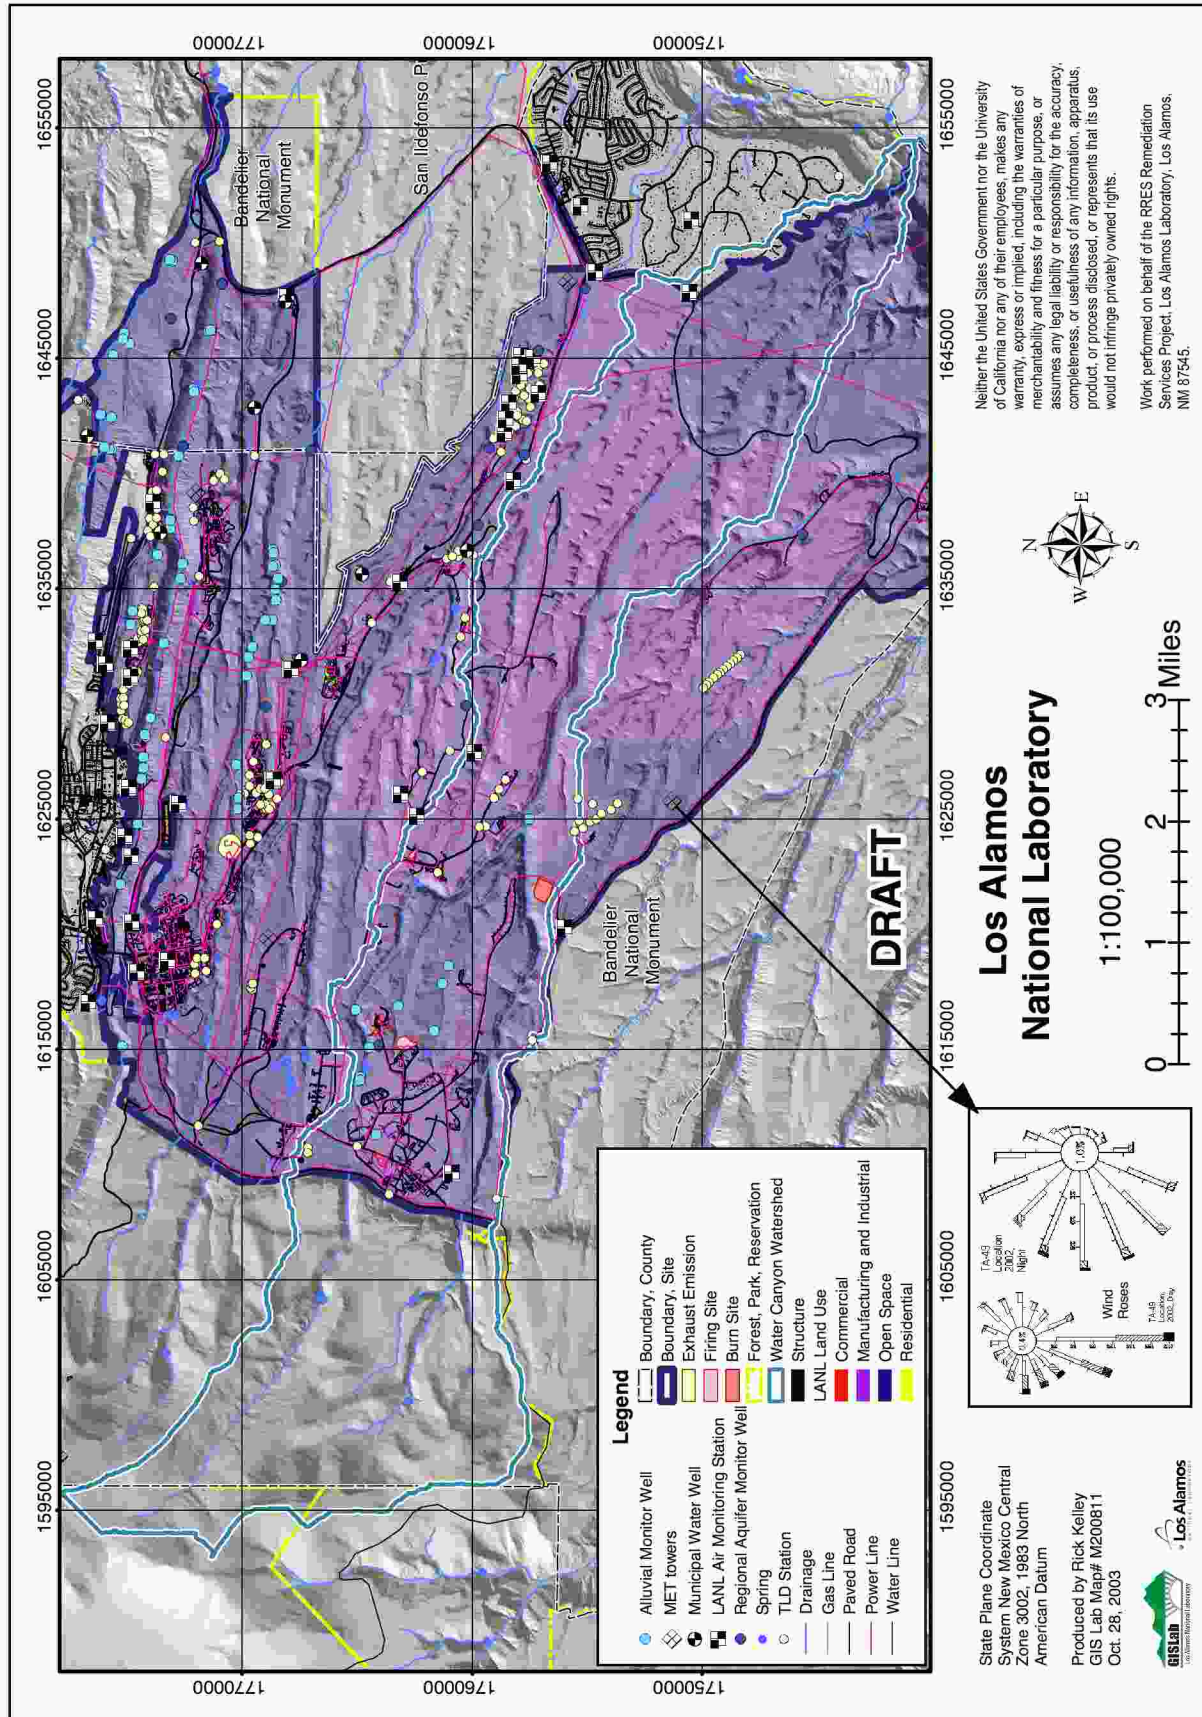 1595000
1605000
1615000
1625000
1635000
1645000
1655000
1770000
1760000
1750000
1770000
1760000
1750000
1595000
1605000
1615000
1625000
1635000
1645000
1655000
Bandelier
National
Monument
San Ildefonso P
Bandelier
National
Monument
DRAFT
Legend
Alluvial Monitor Well
MET towers
Municipal Water Well
LANL Air Monitoring Station
Regional Aquifer Monitor Well
Spring
TLD Station
Drainage
Gas Line
Paved Road
Power Line
Water Line
Boundary, County
Boundary, Site
Exhaust Emission
Firing Site
Burn Site
Forest, Park, Reservation
Water Canyon Watershed
Structure
LANL Land Use
Commercial
Manufacturing and Industrial
Open Space
Residential
State Plane Coordinate
System New Mexico Central
Zone 3002, 1983 North
American Datum
Produced by Rick Kelley
GIS Lab Map# M200811
Oct. 28, 2003
GISLab
Los Alamos National Laboratory
Los Alamos
TA-49
Location
2002,
Night
1.0%
0.4%
Wind
Roses
TA-49
Location,
2002, Day
Los Alamos
National Laboratory
1:100,000
0 1 2 3 Miles
N
W E
S
Neither the United States Government nor the University
of California nor any of their employees, makes any
warranty, express or implied, including the warranties of
merchantability and fitness for a particular purpose, or
assumes any legal liability or responsibility for the accuracy,
completeness, or usefulness of any information, apparatus,
product, or process disclosed, or represents that its use
would not infringe privately owned rights.
Work performed on behalf of the RRES Remediation
Services Project, Los Alamos Laboratory, Los Alamos,
NM 87545.